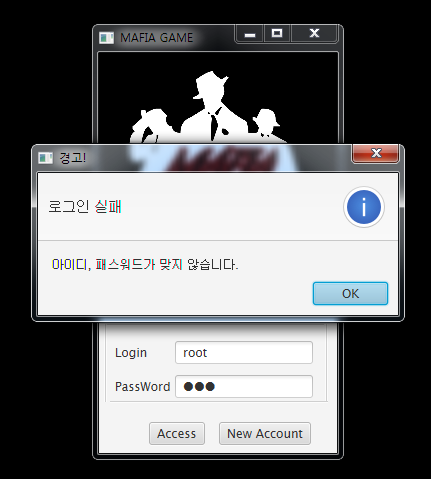 MAFIA GAME
경고!
로그인 실패
아이디, 패스워드가 맞지 않습니다.
OK
Login root
PassWord ●●●
Access New Account